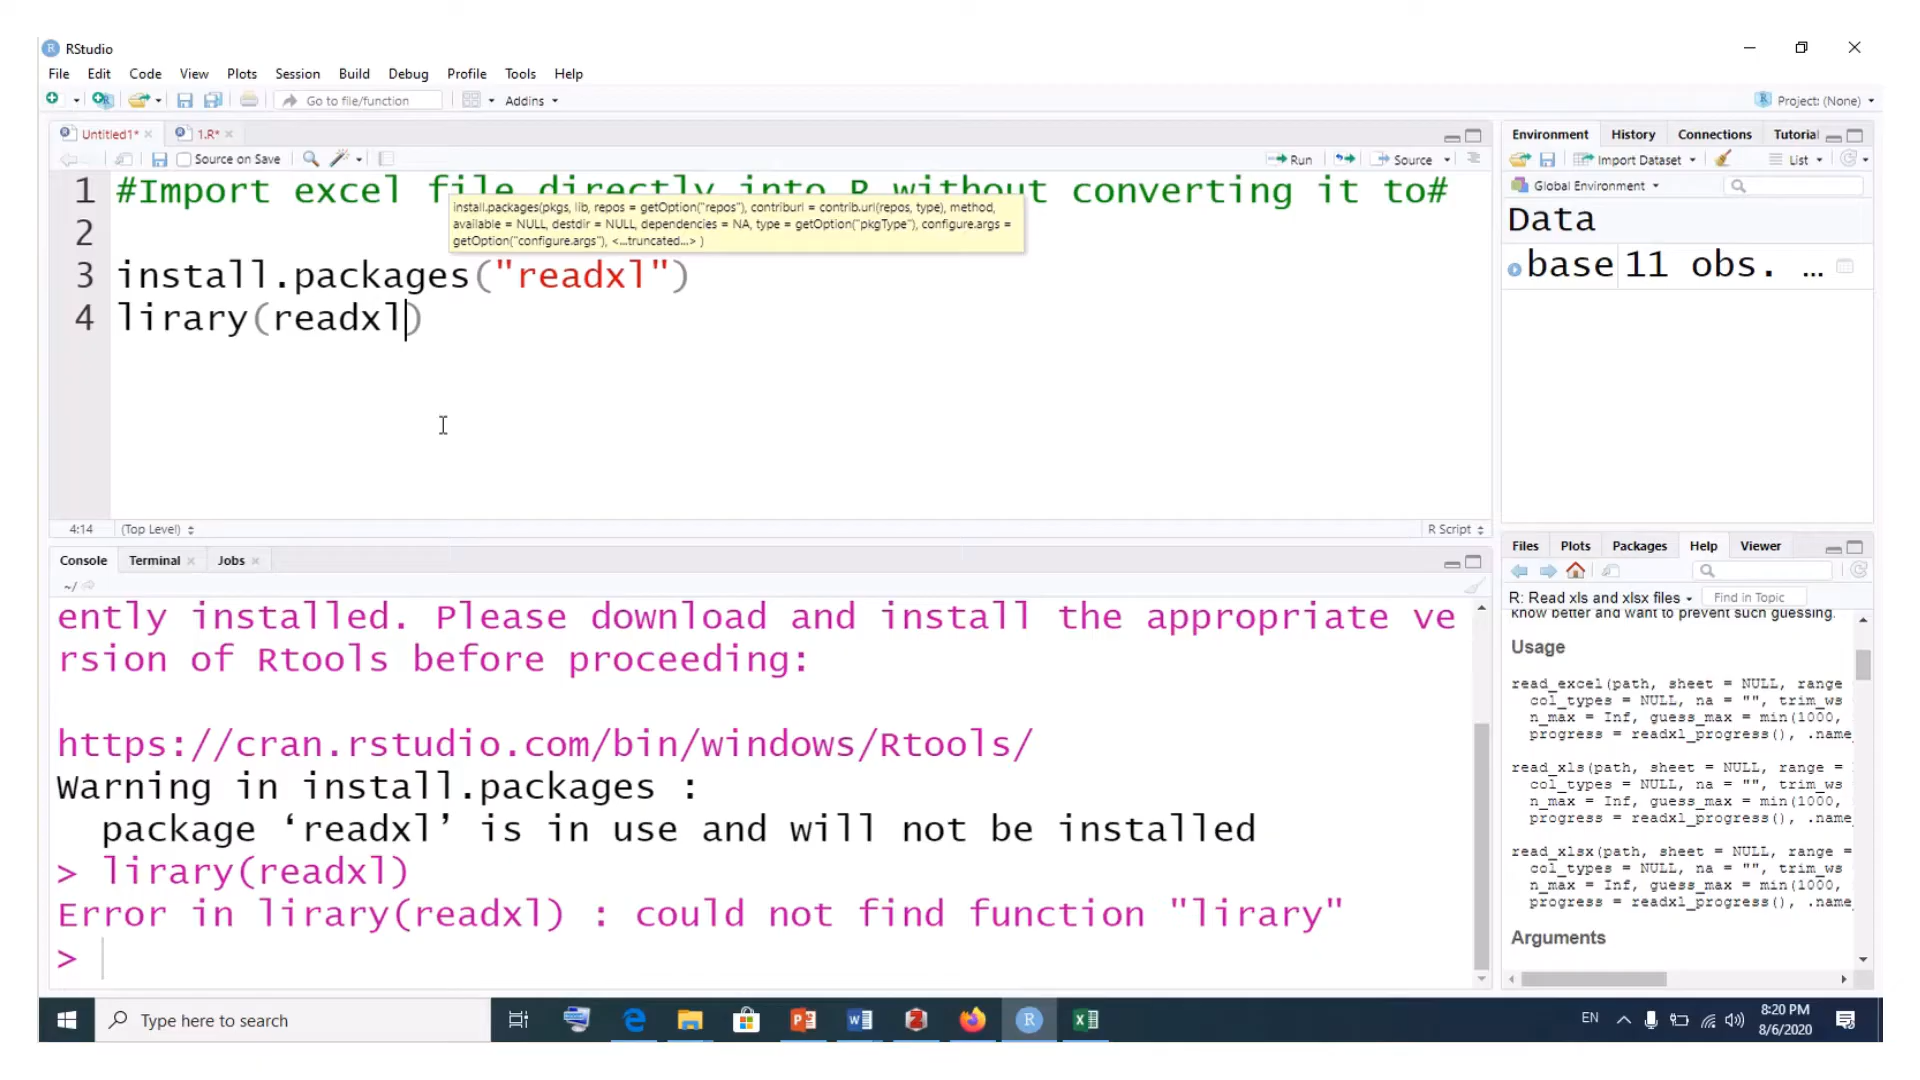 RStudio
File Edit Code View Plots Session Build Debug Profile Tools Help
Go to file/function Addins Project: (None)
Untitled1* 1.R*
Source on Save Run Source
1 #Import excel file directly into R without converting it to#
install.packages(pkgs, lib, repos = getOption("repos"), contriburl = contrib.url(repos, type), method,
2 available = NULL, destdir = NULL, dependencies = NA, type = getOption("pkgType"), configure.args =
getOption("configure.args"), <...truncated...> )
3 install.packages("readxl")
4 lirary(readxl)
4:14 (Top Level) R Script
Console Terminal Jobs
~/
ently installed. Please download and install the appropriate ve
rsion of Rtools before proceeding:
https://cran.rstudio.com/bin/windows/Rtools/
Warning in install.packages :
package ‘readxl’ is in use and will not be installed
> lirary(readxl)
Error in lirary(readxl) : could not find function "lirary"
>
Environment History Connections Tutorial
Import Dataset List
Global Environment
Data
base 11 obs. ...
Files Plots Packages Help Viewer
R: Read xls and xlsx files Find in Topic
know better and want to prevent such guessing.
Usage
read_excel(path, sheet = NULL, range
col_types = NULL, na = "", trim_ws
n_max = Inf, guess_max = min(1000,
progress = readxl_progress(), .name_
read_xls(path, sheet = NULL, range =
col_types = NULL, na = "", trim_ws
n_max = Inf, guess_max = min(1000,
progress = readxl_progress(), .name_
read_xlsx(path, sheet = NULL, range =
col_types = NULL, na = "", trim_ws
n_max = Inf, guess_max = min(1000,
progress = readxl_progress(), .name_
Arguments
Type here to search
EN 8:20 PM
8/6/2020